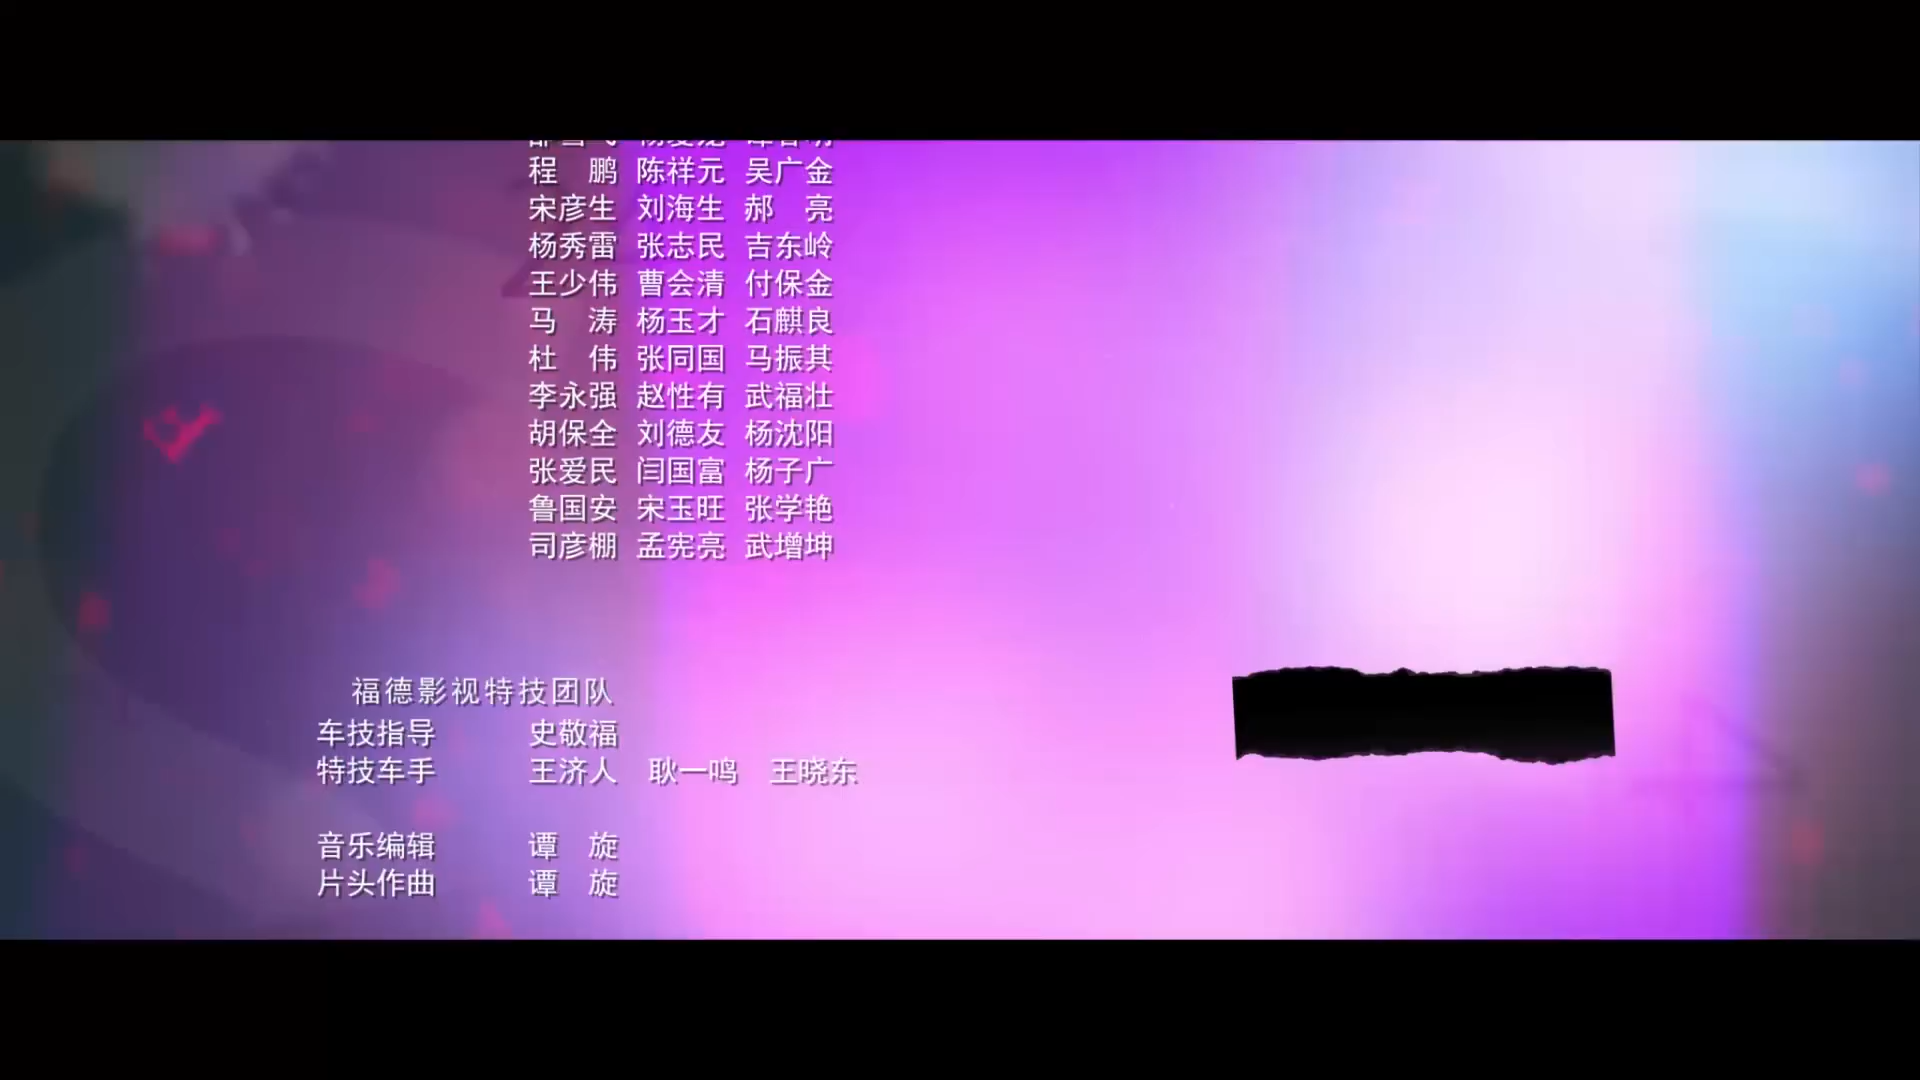 程　鹏 陈祥元 吴广金
宋彦生 刘海生 郝　亮
杨秀雷 张志民 吉东岭
王少伟 曹会清 付保金
马　涛 杨玉才 石麒良
杜　伟 张同国 马振其
李永强 赵性有 武福壮
胡保全 刘德友 杨沈阳
张爱民 闫国富 杨子广
鲁国安 宋玉旺 张学艳
司彦棚 孟宪亮 武增坤
福德影视特技团队
车技指导 史敬福
特技车手 王济人 耿一鸣 王晓东
音乐编辑 谭　旋
片头作曲 谭　旋